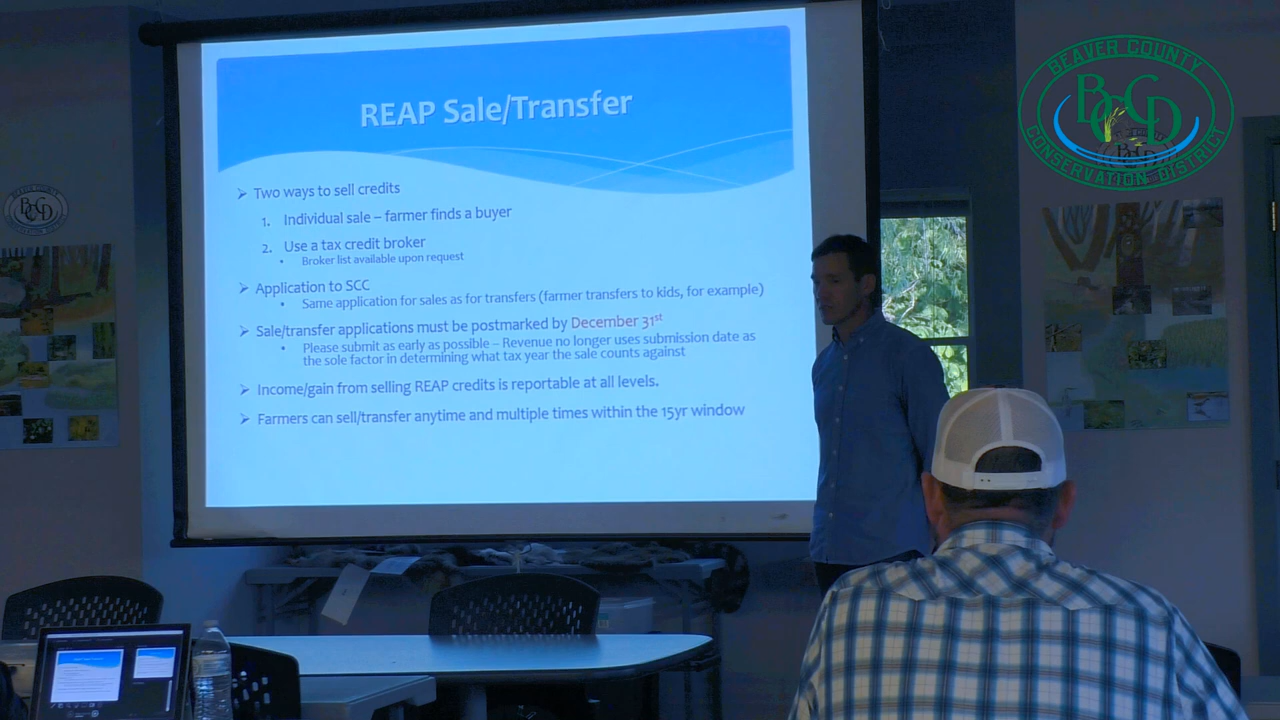 REAP Sale/Transfer
Two ways to sell credits
1. Individual sale – farmer finds a buyer
2. Use a tax credit broker
Broker list available upon request
Application to SCC
Same application for sales as for transfers (farmer transfers to kids, for example)
Sale/transfer applications must be postmarked by December 31st
Please submit as early as possible – Revenue no longer uses submission date as
the sole factor in determining what tax year the sale counts against
Income/gain from selling REAP credits is reportable at all levels.
Farmers can sell/transfer anytime and multiple times within the 15yr window
BEAVER COUNTY
BCCD
CONSERVATION DISTRICT
BCCD